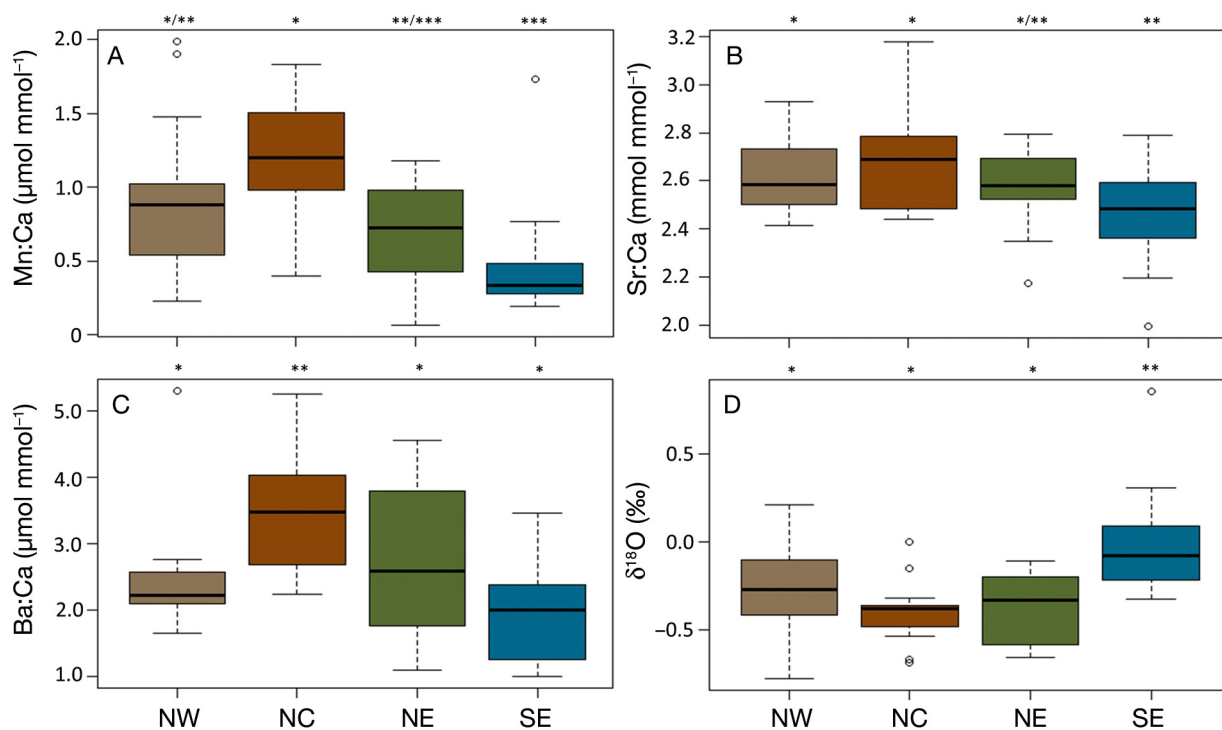 */** * **/*** ***
A
Mn:Ca (µmol mmol⁻¹)
2.0
1.5
1.0
0.5
0
* * */** **
B
Sr:Ca (mmol mmol⁻¹)
3.2
3.0
2.8
2.6
2.4
2.2
2.0
* ** * *
C
Ba:Ca (µmol mmol⁻¹)
5.0
4.0
3.0
2.0
1.0
NW NC NE SE
* * * **
D
δ¹⁸O (‰)
0.5
0.0
–0.5
NW NC NE SE